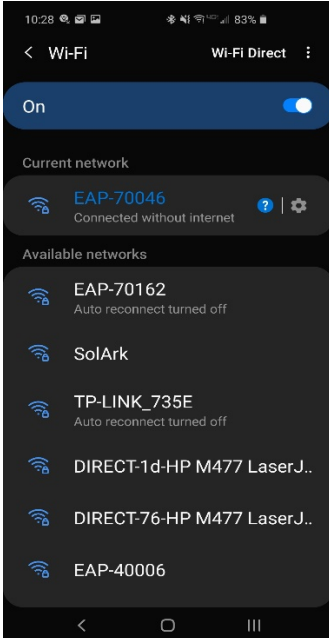 10:28 83%
Wi-Fi Wi-Fi Direct
On
Current network
EAP-70046
Connected without internet
Available networks
EAP-70162
Auto reconnect turned off
SolArk
TP-LINK_735E
Auto reconnect turned off
DIRECT-1d-HP M477 LaserJ..
DIRECT-76-HP M477 LaserJ..
EAP-40006